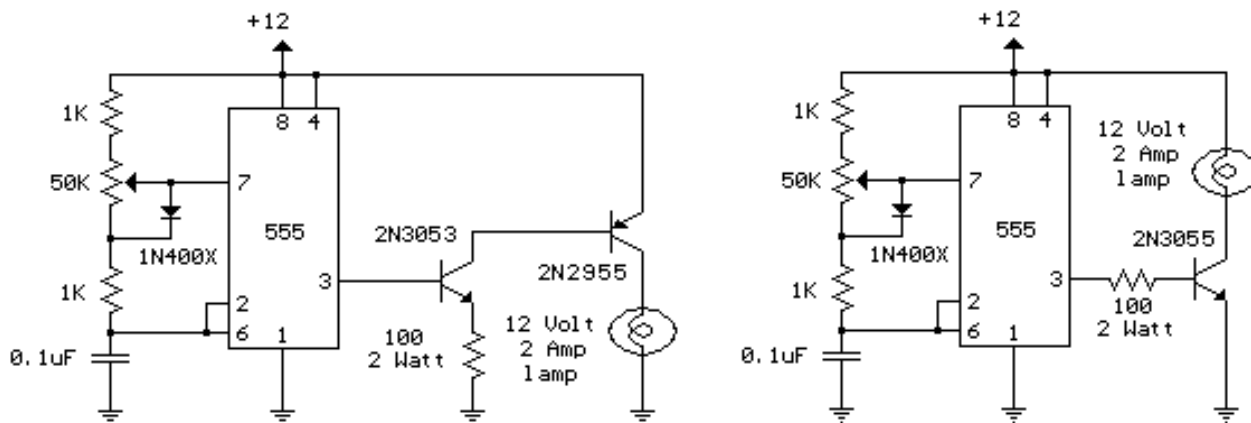 +12
1K
8
4
50K
7
1N400X
555
2N3053
2N2955
3
1K
2
6
1
100
2 Watt
12 Volt
2 Amp
lamp
0.1uF
+12
1K
8
4
12 Volt
2 Amp
lamp
50K
7
1N400X
555
2N3055
3
1K
2
6
1
100
2 Watt
0.1uF